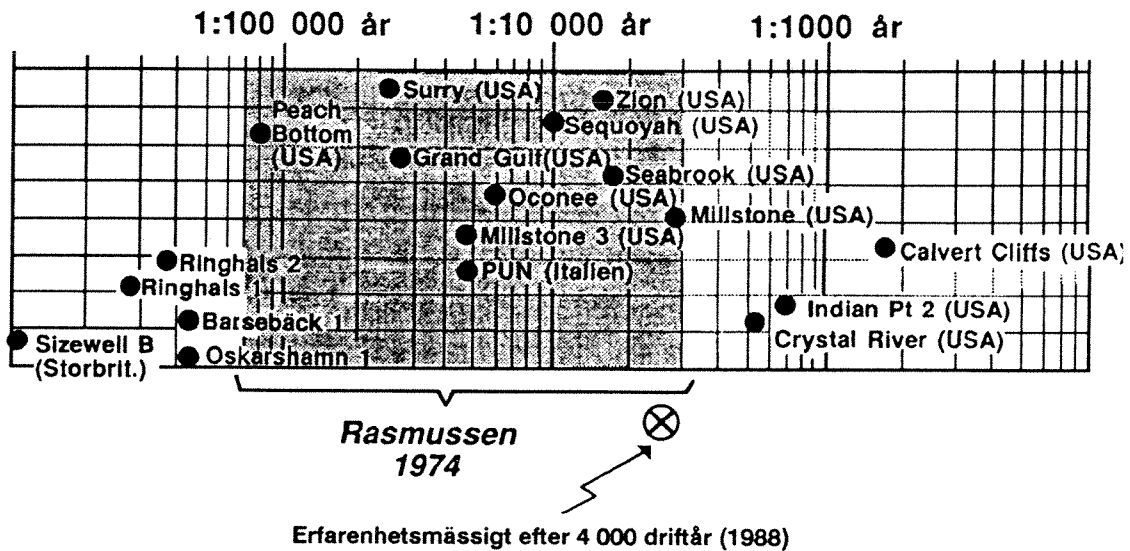 1:100 000 år 1:10 000 år 1:1000 år
Surry (USA)
Zion (USA)
Peach
Bottom
(USA)
Sequoyah (USA)
Grand Gulf(USA)
Seabrook (USA)
Oconee (USA)
Millstone (USA)
Millstone 3 (USA)
Calvert Cliffs (USA)
Ringhals 2
PUN (Italien)
Ringhals 1
Indian Pt 2 (USA)
Barsebäck 1
Crystal River (USA)
Sizewell B
(Storbrit.)
Oskarshamn 1
Rasmussen
1974
Erfarenhetsmässigt efter 4 000 driftår (1988)